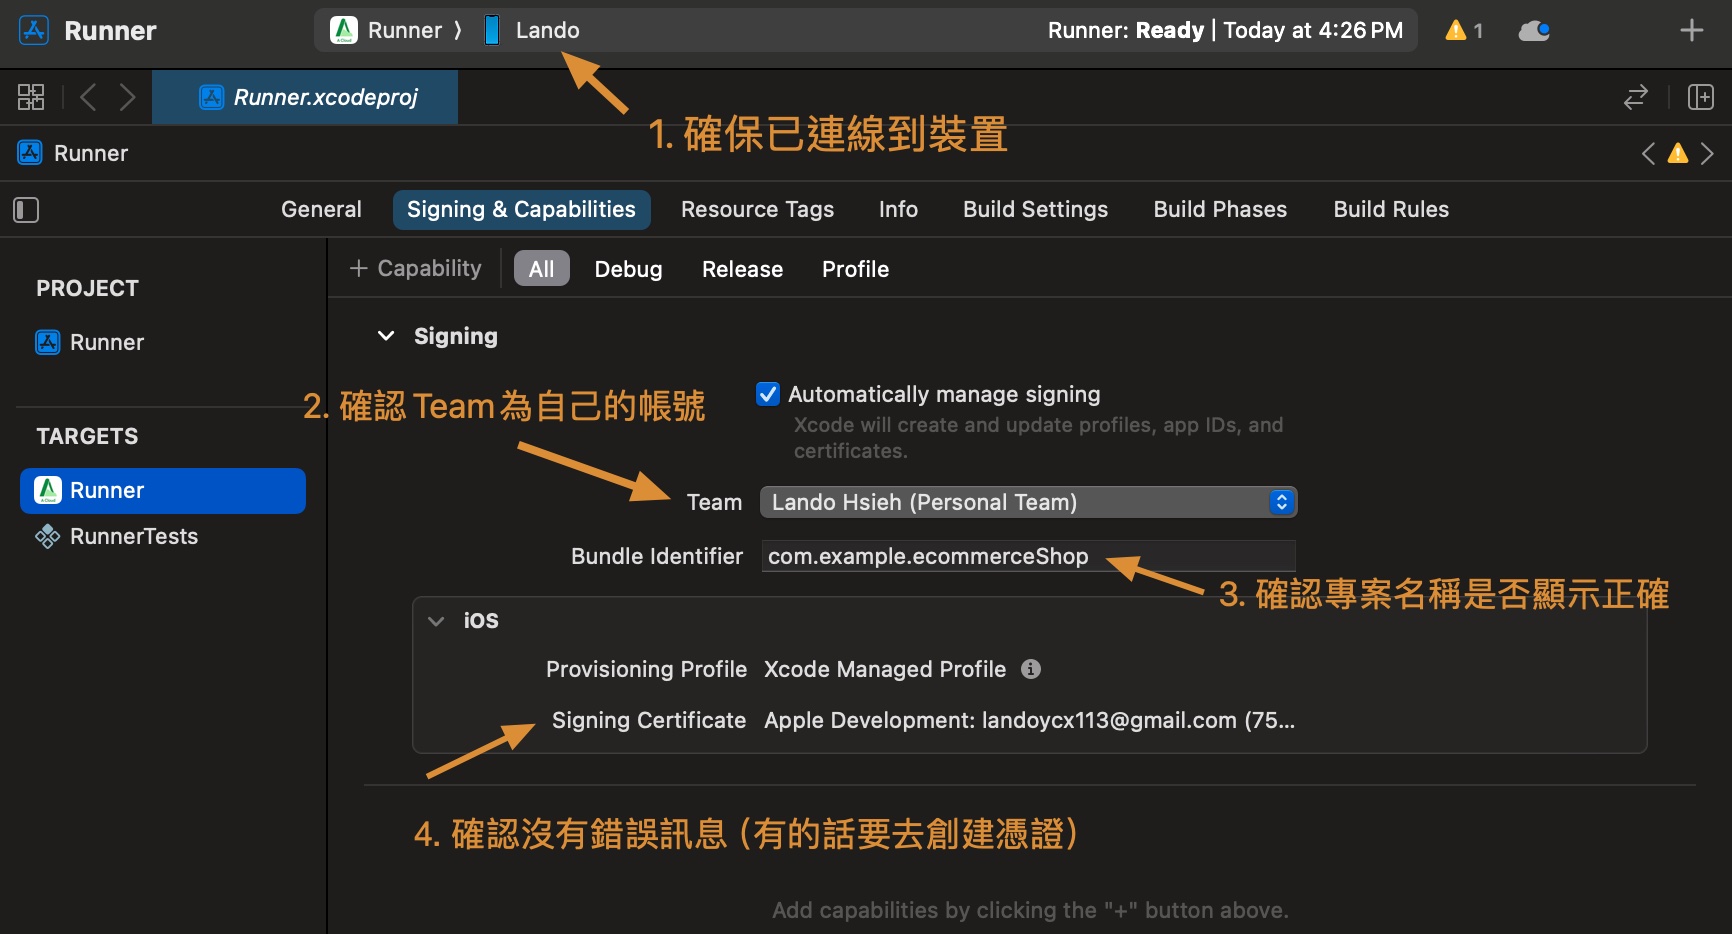 Runner
Runner 〉 Lando
Runner: Ready | Today at 4:26 PM
1
Runner.xcodeproj
1. 確保已連線到裝置
Runner
General
Signing & Capabilities
Resource Tags
Info
Build Settings
Build Phases
Build Rules
+ Capability
All
Debug
Release
Profile
PROJECT
Runner
TARGETS
Runner
RunnerTests
Signing
Automatically manage signing
Xcode will create and update profiles, app IDs, and
certificates.
2. 確認 Team 為自己的帳號
Team
Lando Hsieh (Personal Team)
Bundle Identifier
com.example.ecommerceShop
3. 確認專案名稱是否顯示正確
iOS
Provisioning Profile
Xcode Managed Profile
Signing Certificate
Apple Development: landoycx113@gmail.com (75...
4. 確認沒有錯誤訊息（有的話要去創建憑證）
Add capabilities by clicking the "+" button above.